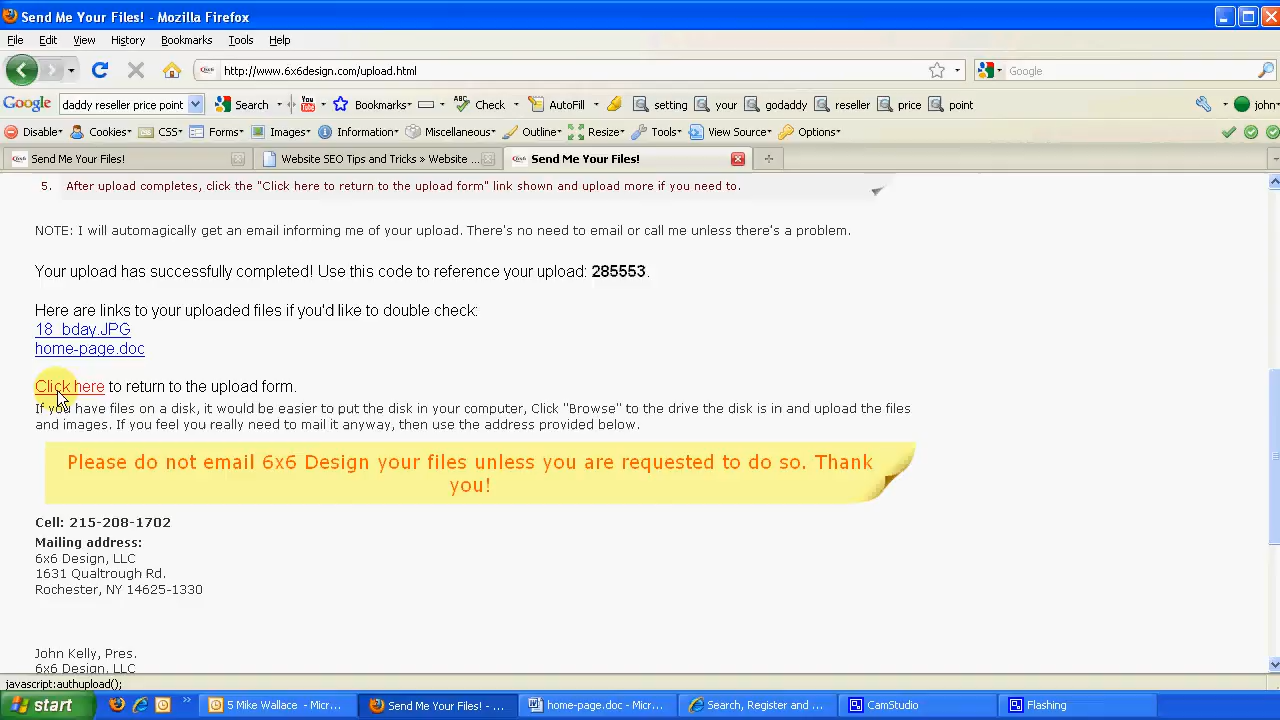 Send Me Your Files! - Mozilla Firefox
File Edit View History Bookmarks Tools Help
http://www.6x6design.com/upload.html
Google
Google daddy reseller price point Search Bookmarks Check AutoFill setting godaddy reseller price point john
Disable Cookies CSS Forms Images Information Miscellaneous Outline Resize Tools View Source Options
Send Me Your Files! Website SEO Tips and Tricks » Website ... Send Me Your Files!
5. After upload completes, click the "Click here to return to the upload form" link shown and upload more if you need to.
NOTE: I will automagically get an email informing me of your upload. There's no need to email or call me unless there's a problem.
Your upload has successfully completed! Use this code to reference your upload: 285553.
Here are links to your uploaded files if you'd like to double check:
18_bday.JPG
home-page.doc
Click here to return to the upload form.
If you have files on a disk, it would be easier to put the disk in your computer, Click "Browse" to the drive the disk is in and upload the files
and images. If you feel you really need to mail it anyway, then use the address provided below.
Please do not email 6x6 Design your files unless you are requested to do so. Thank
you!
Cell: 215-208-1702
Mailing address:
6x6 Design, LLC
1631 Qualtrough Rd.
Rochester, NY 14625-1330
John Kelly, Pres.
6x6 Design, LLC
javascript:authupload();
start 5 Mike Wallace - Micr... Send Me Your Files! - ... home-page.doc - Micros... Search, Register and ... CamStudio Flashing